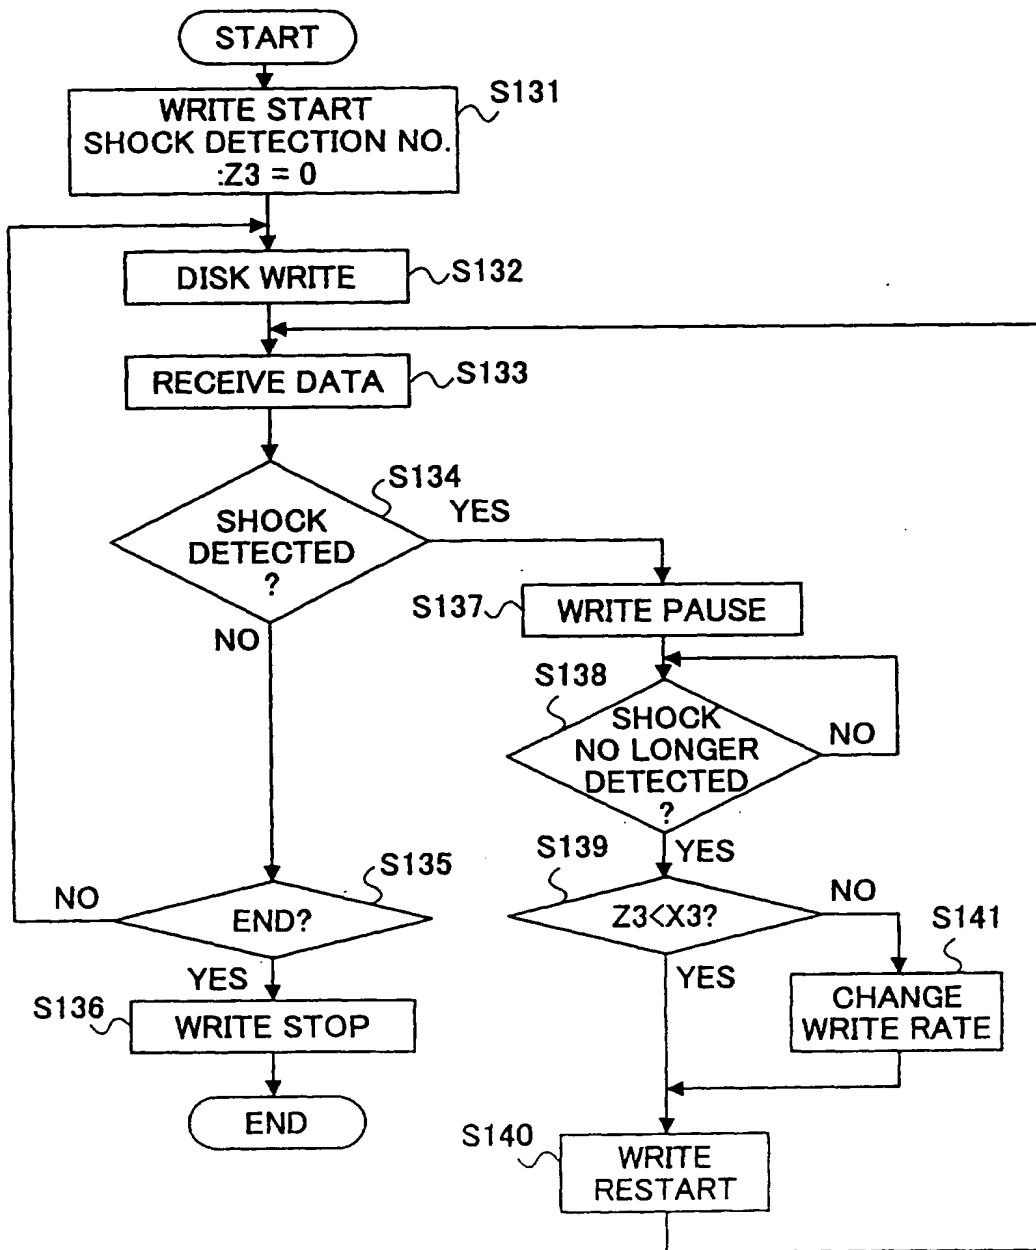 START
S131
WRITE START
SHOCK DETECTION NO.
:Z3 = 0
DISK WRITE
S132
RECEIVE DATA
S133
S134
SHOCK
DETECTED
?
YES
NO
S137
WRITE PAUSE
S138
SHOCK
NO LONGER
DETECTED
?
NO
YES
S139
Z3<X3?
NO
YES
S141
CHANGE
WRITE RATE
S135
END?
NO
YES
S136
WRITE STOP
END
S140
WRITE
RESTART